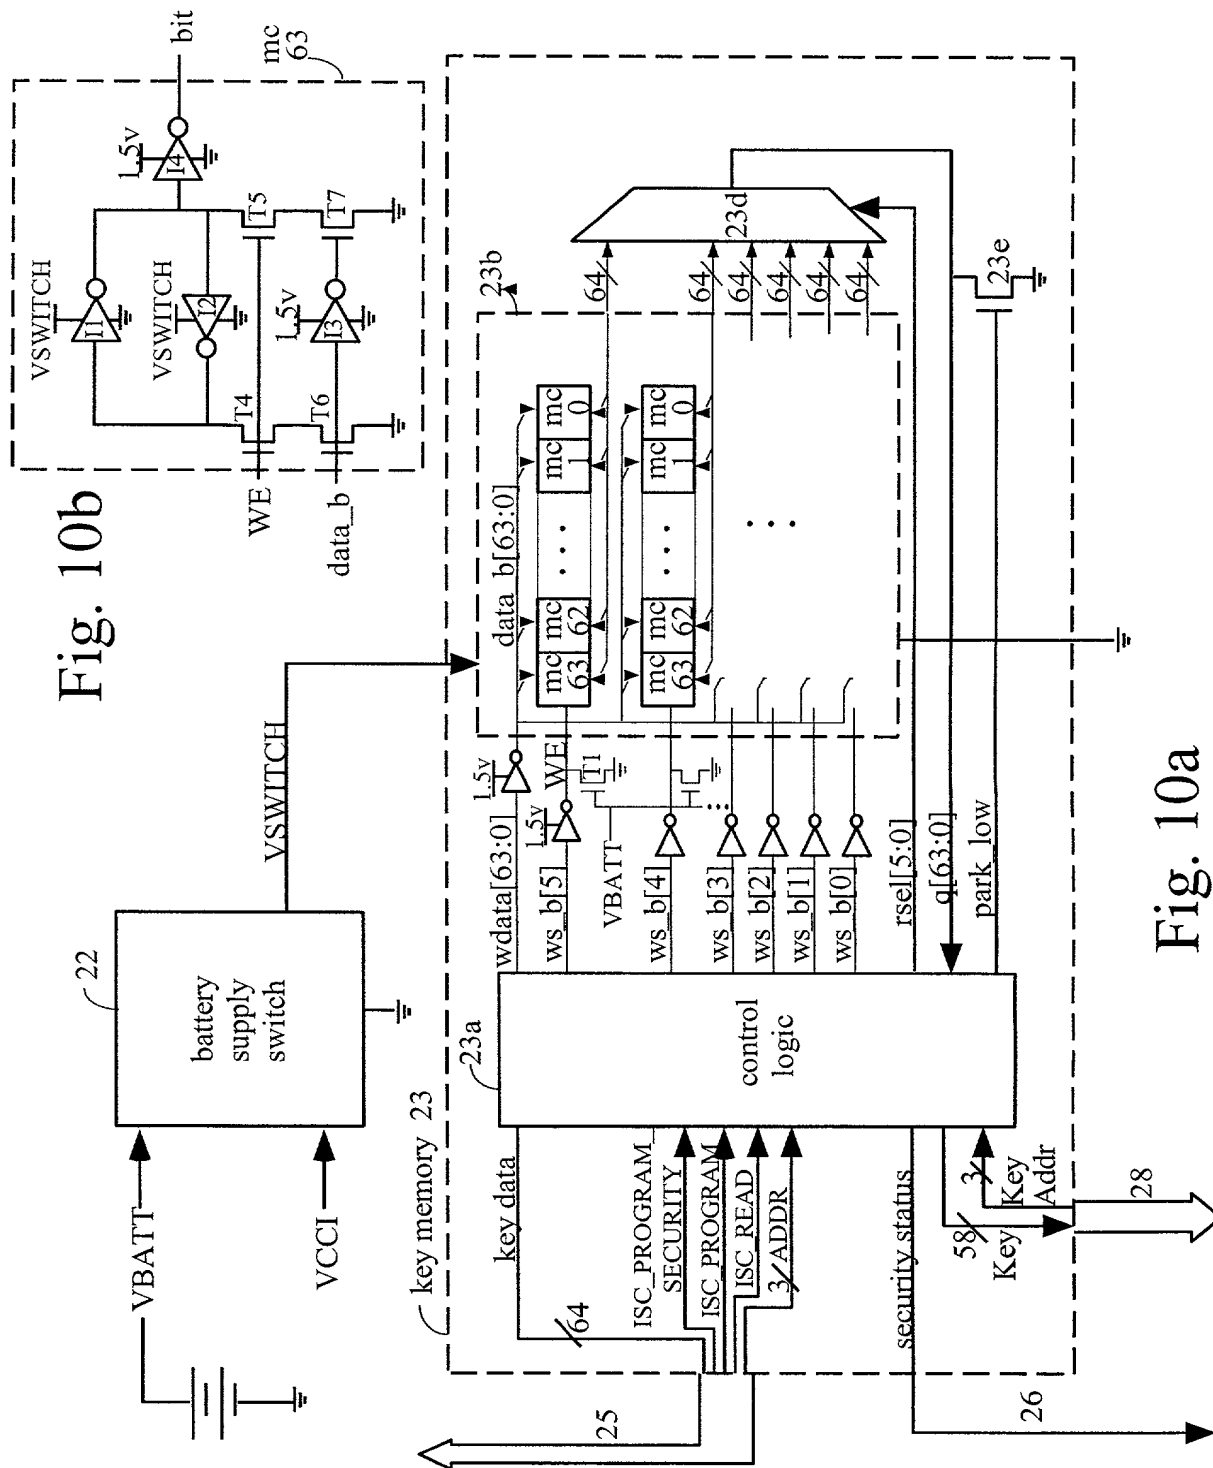 Fig. 10b
VSWITCH
VSWITCH
I1
I2
I3
I4
1.5v
1.5v
T4
T5
T6
T7
WE
data_b
bit
mc
63
Fig. 10a
VBATT
VCCI
battery
supply
switch
22
VSWITCH
key memory 23
23a
control
logic
key data
64
ISC_PROGRAM_
SECURITY
ISC_PROGRAM
ISC_READ
3
ADDR
security status
58
Key
3
Key
Addr
25
26
28
wdata[63:0]
1.5v
ws_b[5]
1.5v
WE
T1
VBATT
ws_b[4]
ws_b[3]
ws_b[2]
ws_b[1]
ws_b[0]
rsel[5:0]
q[63:0]
park_low
data_b[63:0]
23b
mc
63
mc
62
mc
1
mc
0
mc
63
mc
62
mc
1
mc
0
64
64
64
64
64
64
23d
23e